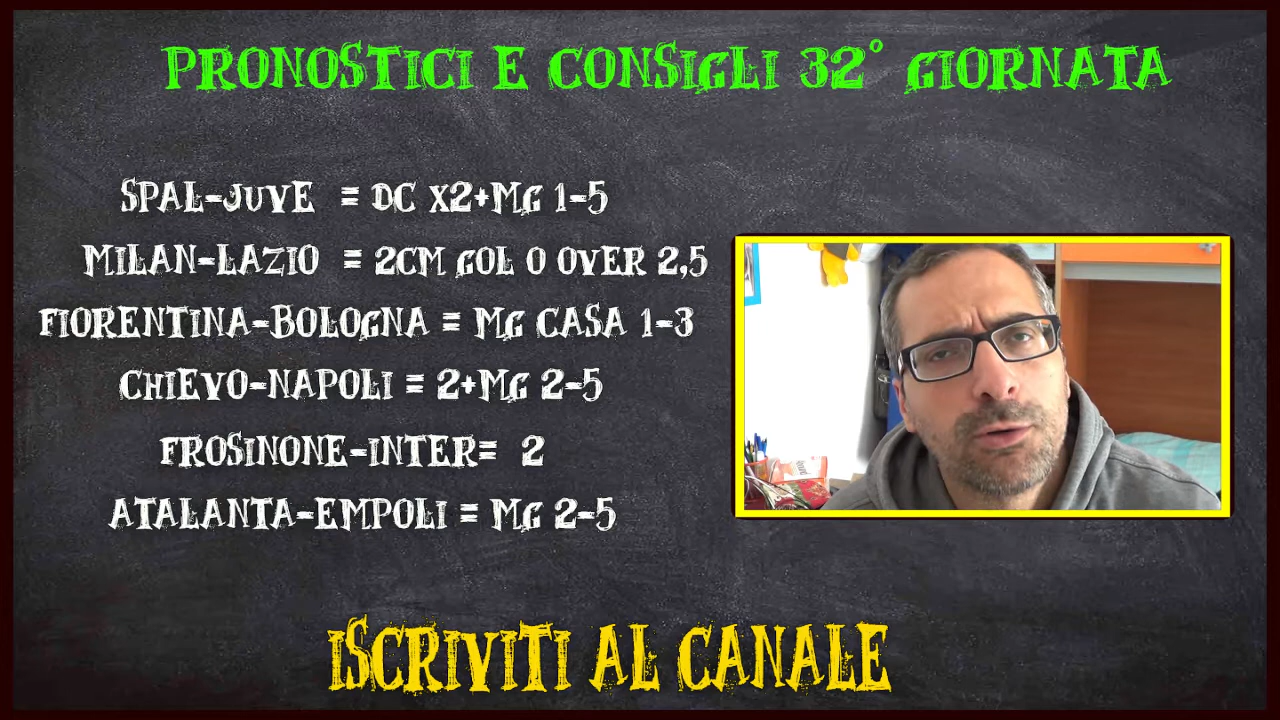 PRONOSTICI E CONSIGLI 32° GIORNATA
SPAL-JUVE = DC X2+MG 1-5
MILAN-LAZIO = 2CM GOL O OVER 2,5
FIORENTINA-BOLOGNA = MG CASA 1-3
CHIEVO-NAPOLI = 2+MG 2-5
FROSINONE-INTER= 2
ATALANTA-EMPOLI = MG 2-5
ISCRIVITI AL CANALE